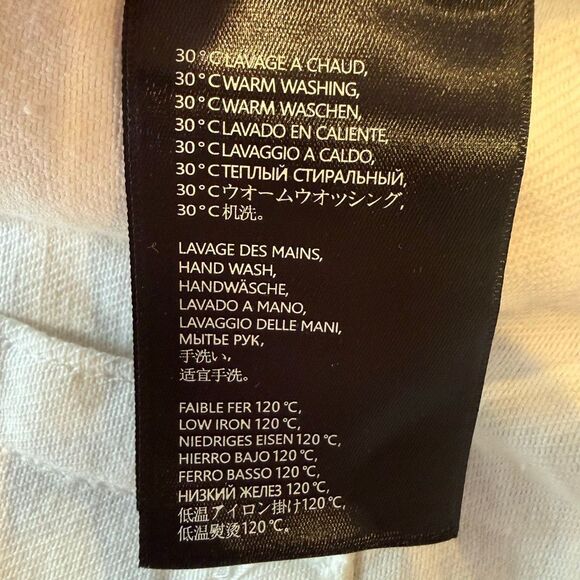 30°C LAVAGE A CHAUD,
30°C WARM WASHING,
30°C WARM WASCHEN,
30°C LAVADO EN CALIENTE,
30°C LAVAGGIO A CALDO,
30°C ТЕПЛЫЙ СТИРАЛЬНЫЙ,
30°C ウオームウオッシング,
30°C 机洗。
LAVAGE DES MAINS,
HAND WASH,
HANDWÄSCHE,
LAVADO A MANO,
LAVAGGIO DELLE MANI,
МЫТЬЕ РУК,
手洗い,
适宜手洗。
FAIBLE FER 120 ℃,
LOW IRON 120 ℃,
NIEDRIGES EISEN 120 ℃,
HIERRO BAJO 120 ℃,
FERRO BASSO 120 ℃,
НИЗКИЙ ЖЕЛЕЗ 120 ℃,
低温アイロン掛け120 ℃,
低温熨烫120 ℃。